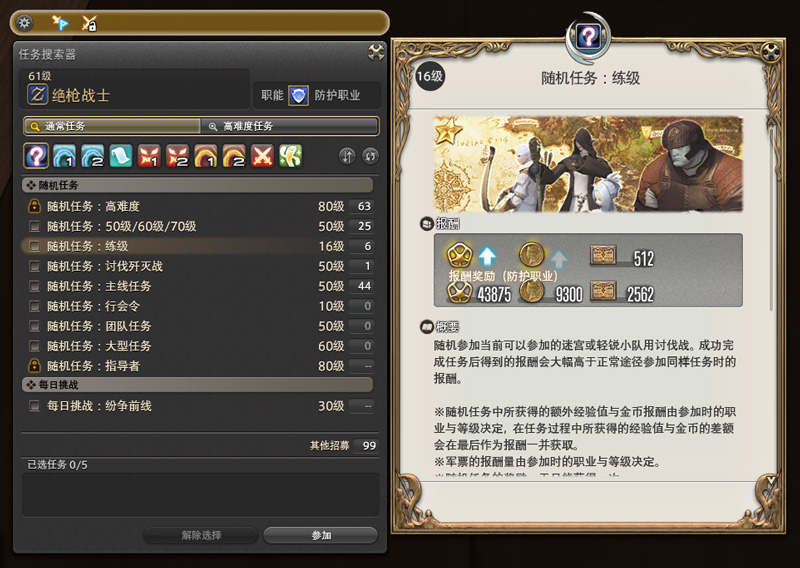 任务搜索器
61级
绝枪战士
职能
防护职业
通常任务
高难度任务
1
2
1
2
1
2
随机任务
随机任务：高难度 80级 63
随机任务：50级/60级/70级 50级 25
随机任务：练级 16级 6
随机任务：讨伐歼灭战 50级 1
随机任务：主线任务 50级 44
随机任务：行会令 10级 0
随机任务：团队任务 50级 0
随机任务：大型任务 60级 0
随机任务：指导者 80级 --
每日挑战
每日挑战：纷争前线 30级 --
其他招募 99
已选任务 0/5
解除选择
参加
16级
随机任务：练级
报酬
512
报酬奖励（防护职业）
43875 9300 2562
概要
随机参加当前可以参加的迷宫或轻锐小队用讨伐战。成功完
成任务后得到的报酬会大幅高于正常途径参加同样任务时的
报酬。
※随机任务中所获得的额外经验值与金币报酬由参加时的职
业与等级决定，在任务过程中所获得的经验值与金币的差额
会在最后作为报酬一并获取。
※军票的报酬量由参加时的职业与等级决定。